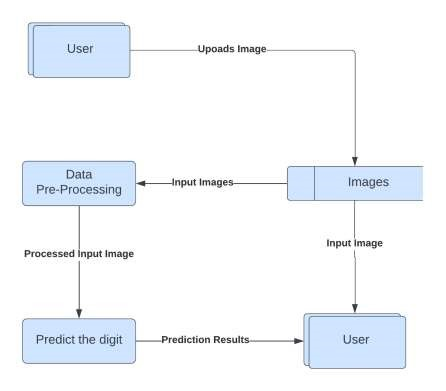 User
Upoads Image
Data
Pre-Processing
Input Images
Images
Processed Input Image
Input Image
Predict the digit
Prediction Results
User